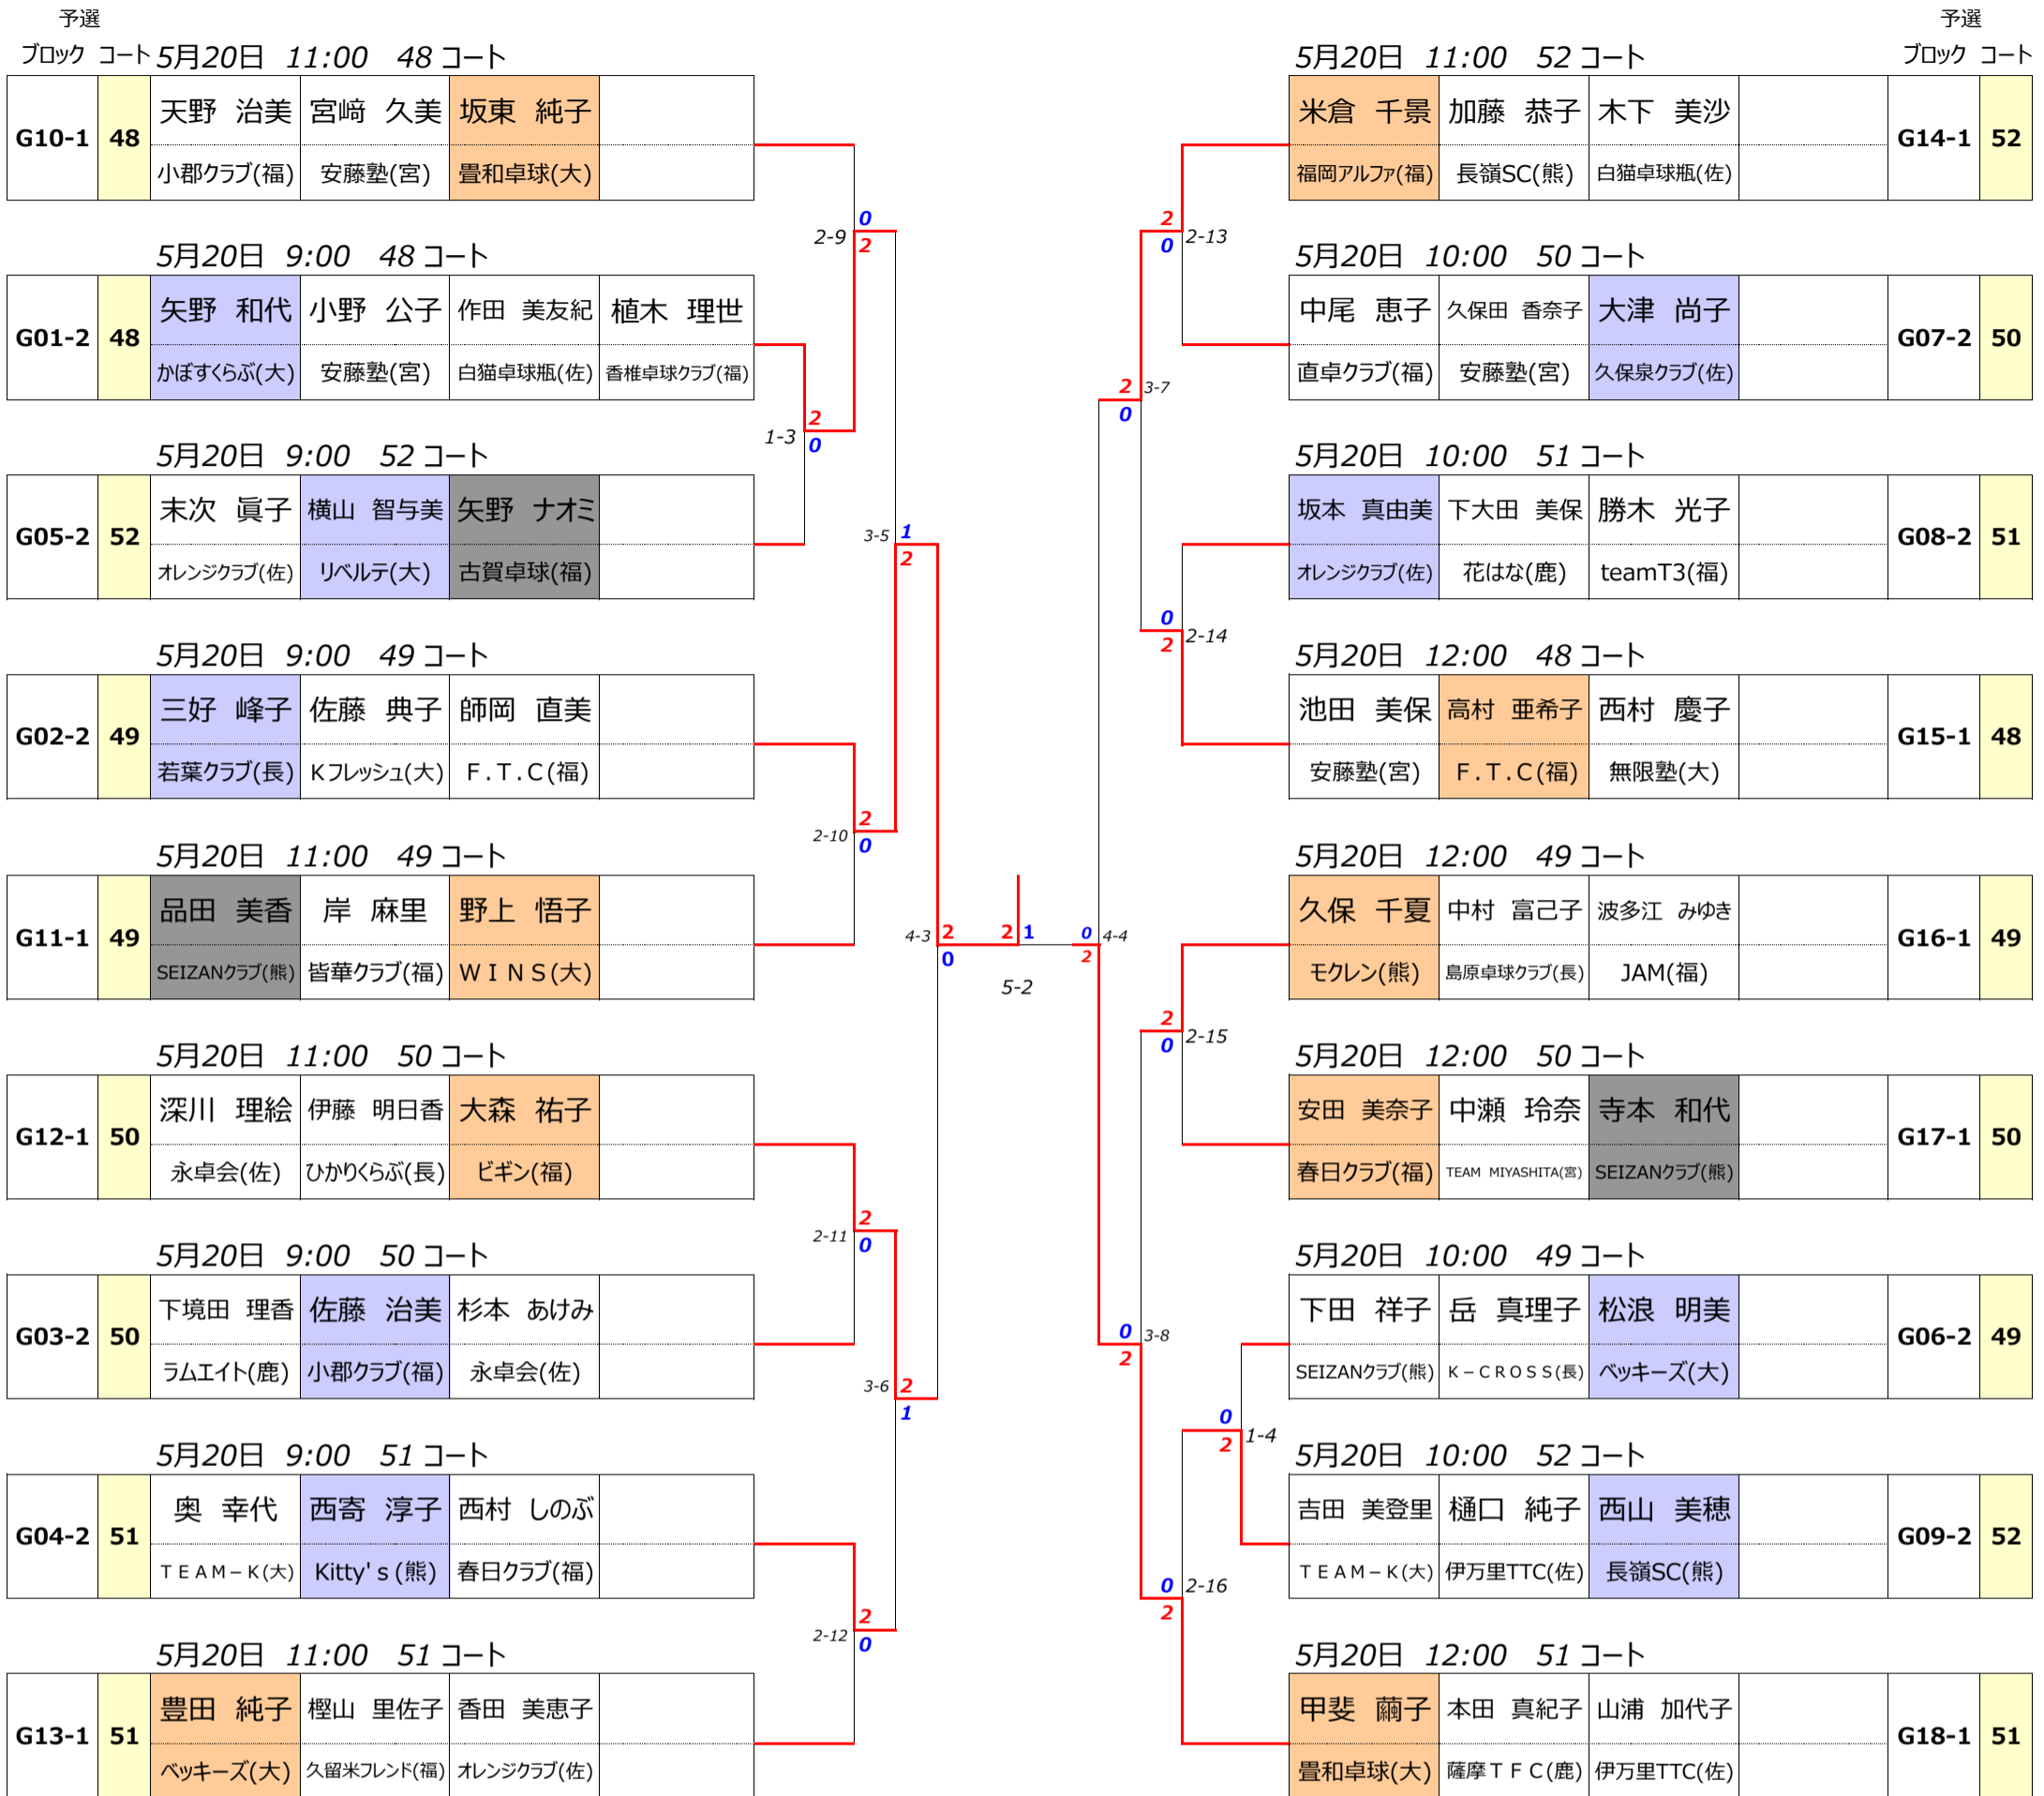 予選
ブロック コート 5月20日 11:00 48 コート
G10-1 48 天野 治美 宮﨑 久美 坂東 純子
小郡クラブ(福) 安藤塾(宮) 畳和卓球(大)
0
2-9 2
5月20日 9:00 48 コート
G01-2 48 矢野 和代 小野 公子 作田 美友紀 植木 理世
かぼすくらぶ(大) 安藤塾(宮) 白猫卓球瓶(佐) 香椎卓球クラブ(福)
2
1-3 0
5月20日 9:00 52 コート
G05-2 52 末次 眞子 横山 智与美 矢野 ナオミ
オレンジクラブ(佐) リベルテ(大) 古賀卓球(福)
3-5 1
2
5月20日 9:00 49 コート
G02-2 49 三好 峰子 佐藤 典子 師岡 直美
若葉クラブ(長) Kフレッシュ(大) F.T.C(福)
2
2-10 0
5月20日 11:00 49 コート
G11-1 49 品田 美香 岸 麻里 野上 悟子
SEIZANクラブ(熊) 皆華クラブ(福) WINS(大)
4-3 2
0
2 1
5-2
5月20日 11:00 50 コート
G12-1 50 深川 理絵 伊藤 明日香 大森 祐子
永卓会(佐) ひかりくらぶ(長) ビギン(福)
2
2-11 0
5月20日 9:00 50 コート
G03-2 50 下境田 理香 佐藤 治美 杉本 あけみ
ラムエイト(鹿) 小郡クラブ(福) 永卓会(佐)
3-6 2
1
5月20日 9:00 51 コート
G04-2 51 奥 幸代 西寄 淳子 西村 しのぶ
TEAM−K(大) Kitty's(熊) 春日クラブ(福)
2
2-12 0
5月20日 11:00 51 コート
G13-1 51 豊田 純子 樫山 里佐子 香田 美恵子
ベッキーズ(大) 久留米フレンド(福) オレンジクラブ(佐)
予選
5月20日 11:00 52 コート ブロック コート
米倉 千景 加藤 恭子 木下 美沙 G14-1 52
福岡アルファ(福) 長嶺SC(熊) 白猫卓球瓶(佐)
2
0 2-13
5月20日 10:00 50 コート
中尾 恵子 久保田 香奈子 大津 尚子 G07-2 50
直卓クラブ(福) 安藤塾(宮) 久保泉クラブ(佐)
2 3-7
0
5月20日 10:00 51 コート
坂本 真由美 下大田 美保 勝木 光子 G08-2 51
オレンジクラブ(佐) 花はな(鹿) teamT3(福)
0
2 2-14
5月20日 12:00 48 コート
池田 美保 高村 亜希子 西村 慶子 G15-1 48
安藤塾(宮) F.T.C(福) 無限塾(大)
5月20日 12:00 49 コート
久保 千夏 中村 富己子 波多江 みゆき G16-1 49
モクレン(熊) 島原卓球クラブ(長) JAM(福)
0 4-4
2
2
0 2-15
5月20日 12:00 50 コート
安田 美奈子 中瀬 玲奈 寺本 和代 G17-1 50
春日クラブ(福) TEAM MIYASHITA(宮) SEIZANクラブ(熊)
5月20日 10:00 49 コート
下田 祥子 岳 真理子 松浪 明美 G06-2 49
SEIZANクラブ(熊) K−CROSS(長) ベッキーズ(大)
0 3-8
2
0
2 1-4
5月20日 10:00 52 コート
吉田 美登里 樋口 純子 西山 美穂 G09-2 52
TEAM−K(大) 伊万里TTC(佐) 長嶺SC(熊)
0 2-16
2
5月20日 12:00 51 コート
甲斐 繭子 本田 真紀子 山浦 加代子 G18-1 51
畳和卓球(大) 薩摩TFC(鹿) 伊万里TTC(佐)